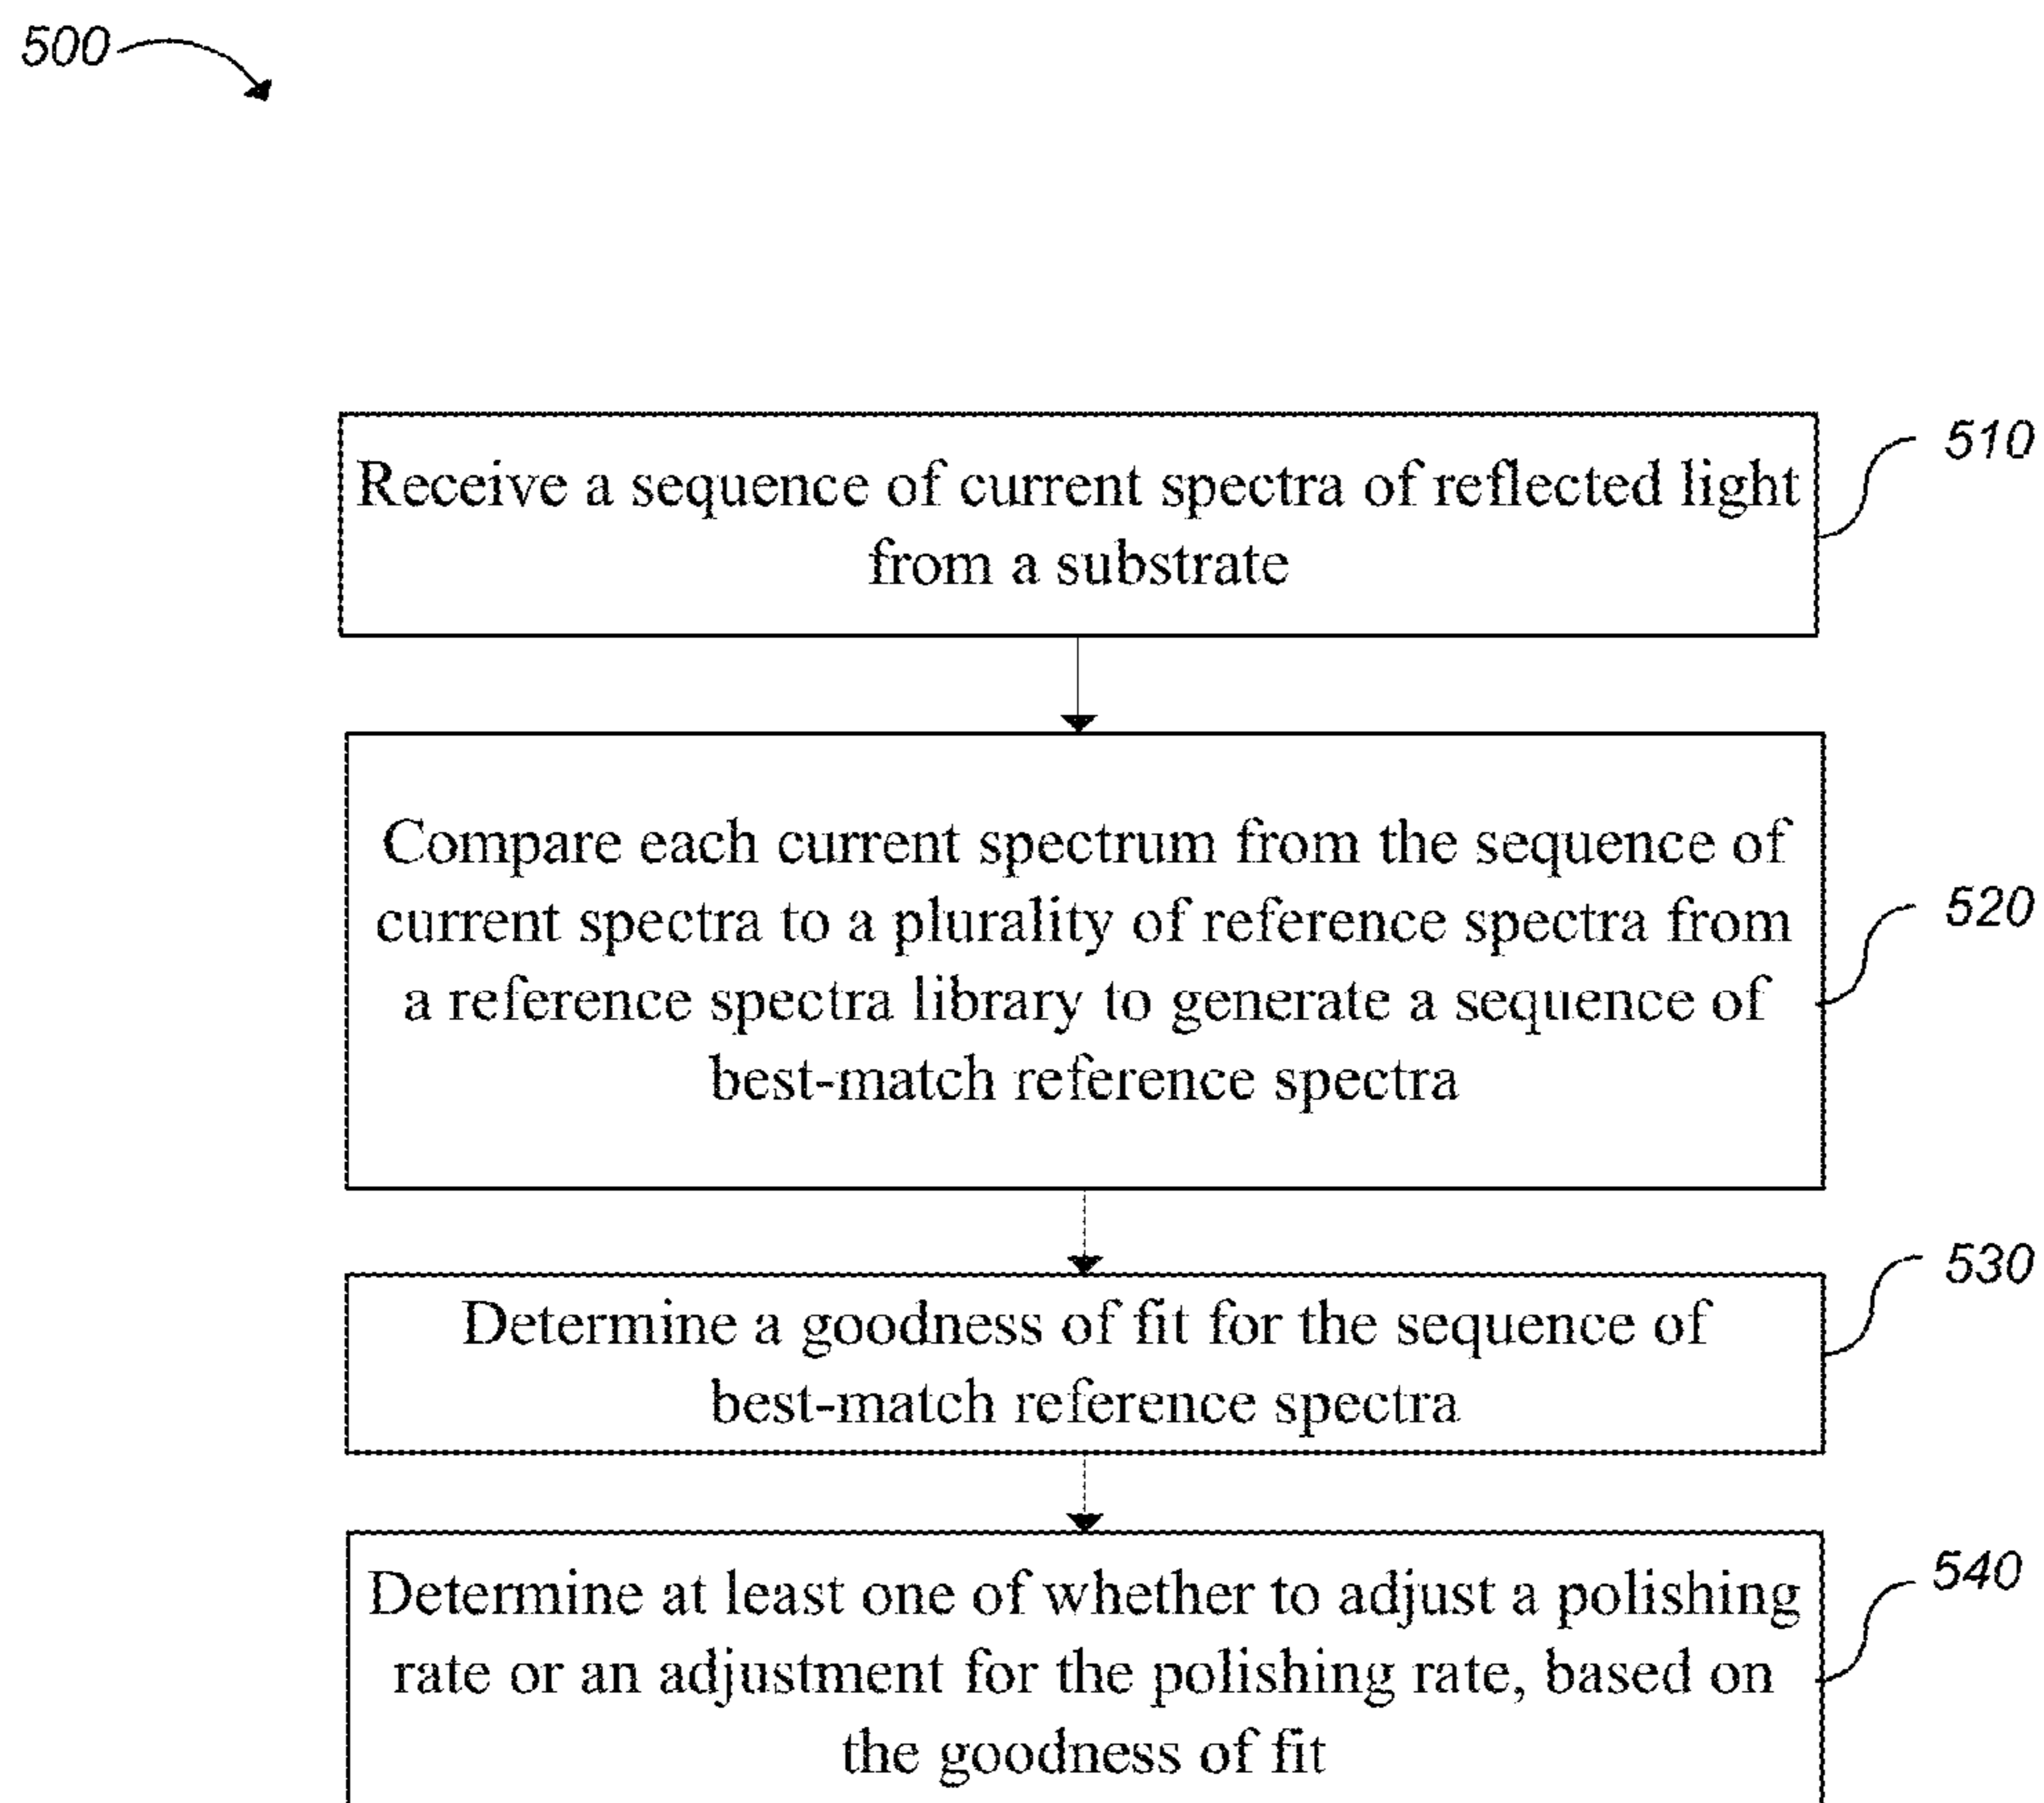 500
Receive a sequence of current spectra of reflected light
from a substrate
510
Compare each current spectrum from the sequence of
current spectra to a plurality of reference spectra from
a reference spectra library to generate a sequence of
best-match reference spectra
520
Determine a goodness of fit for the sequence of
best-match reference spectra
530
Determine at least one of whether to adjust a polishing
rate or an adjustment for the polishing rate, based on
the goodness of fit
540